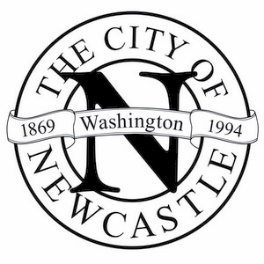 THE CITY OF
N
1869 Washington 1994
NEWCASTLE